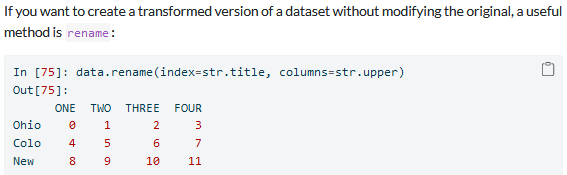 If you want to create a transformed version of a dataset without modifying the original, a useful
method is rename:
In [75]: data.rename(index=str.title, columns=str.upper)
Out[75]:
      ONE  TWO  THREE  FOUR
Ohio    0    1      2     3
Colo    4    5      6     7
New     8    9     10    11